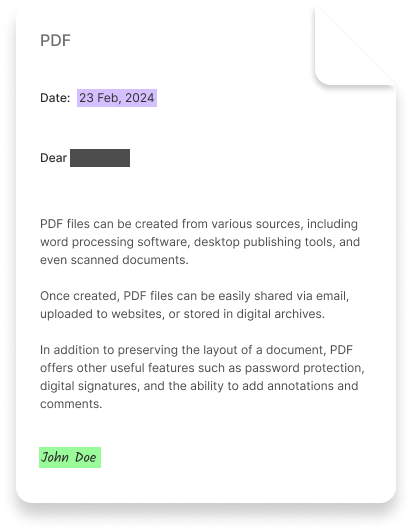 PDF
Date: 23 Feb, 2024
Dear
PDF files can be created from various sources, including
word processing software, desktop publishing tools, and
even scanned documents.
Once created, PDF files can be easily shared via email,
uploaded to websites, or stored in digital archives.
In addition to preserving the layout of a document, PDF
offers other useful features such as password protection,
digital signatures, and the ability to add annotations and
comments.
John Doe